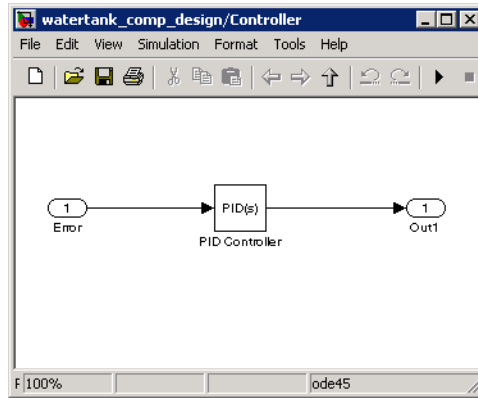 watertank_comp_design/Controller
File Edit View Simulation Format Tools Help
1
PID(s)
1
Error
PID Controller
Out1
F 100%
ode45